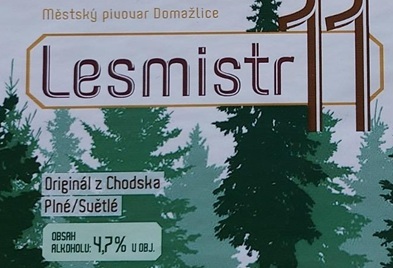 Městský pivovar Domažlice
Lesmistr 11
Originál z Chodska
Plné/Světlé
OBSAH
ALKOHOLU: 4,7% U OBJ.